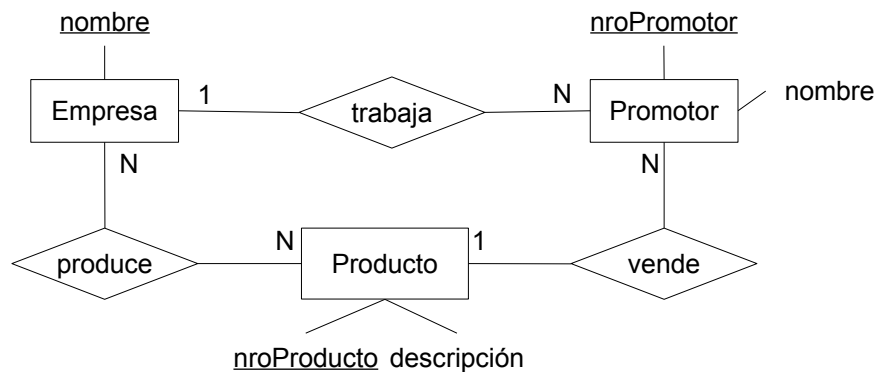 nombre
nroPromotor
Empresa
1
trabaja
N
Promotor
nombre
N
N
produce
N
Producto
1
vende
nroProducto descripción